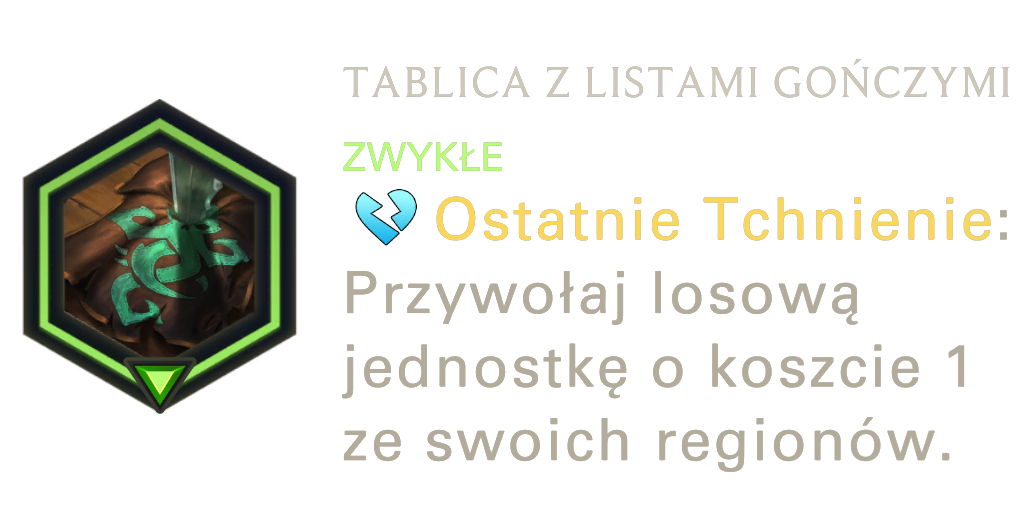 TABLICA Z LISTAMI GOŃCZYMI
ZWYKŁE
Ostatnie Tchnienie:
Przywołaj losową
jednostkę o koszcie 1
ze swoich regionów.